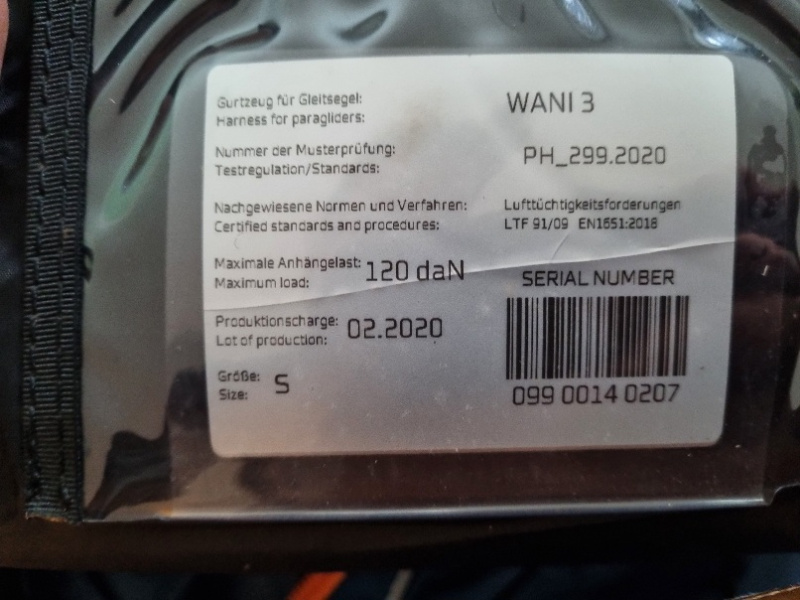 Gurtzeug für Gleitsegel:
Harness for paragliders:
WANI 3
Nummer der Musterprüfung:
Testregulation/Standards:
PH_299.2020
Nachgewiesene Normen und Verfahren:
Certified standards and procedures:
Lufttüchtigkeitsforderungen
LTF 91/09 EN1651:2018
Maximale Anhängelast:
Maximum load:
120 daN
Produktionscharge:
Lot of production:
02.2020
Größe:
Size:
S
SERIAL NUMBER
099 0014 0207